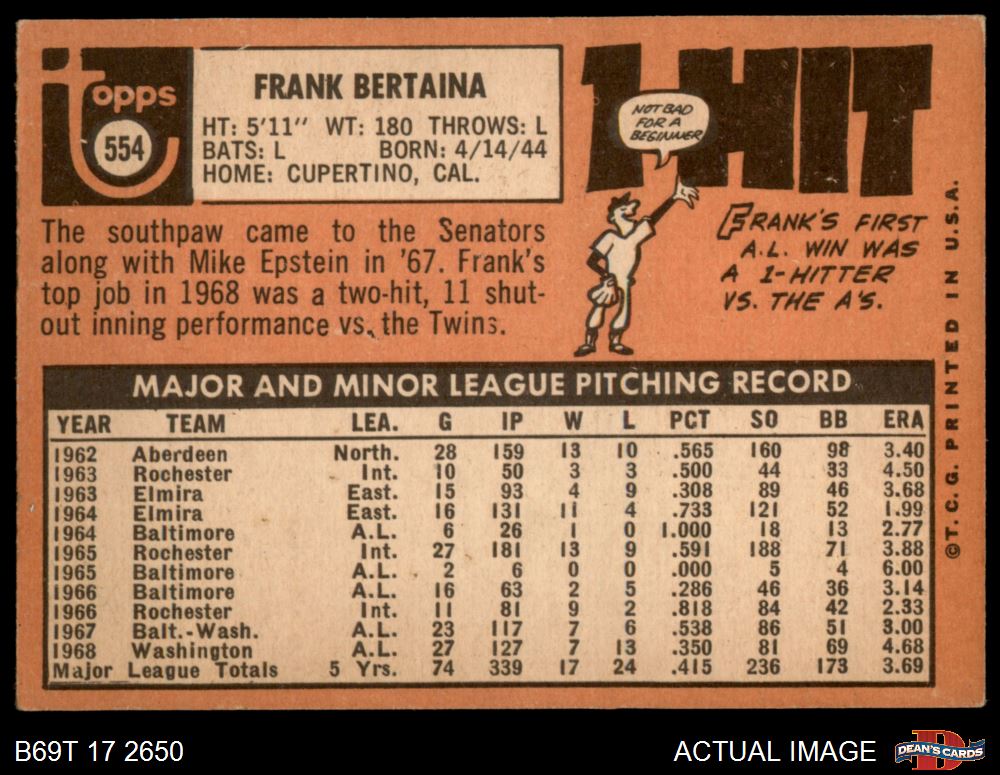 Topps
554
FRANK BERTAINA
HT: 5'11" WT: 180 THROWS: L
BATS: L BORN: 4/14/44
HOME: CUPERTINO, CAL.
The southpaw came to the Senators
along with Mike Epstein in '67. Frank's
top job in 1968 was a two-hit, 11 shut-
out inning performance vs. the Twins.
1-HIT
NOT BAD
FOR A
BEGINNER
FRANK'S FIRST
A.L. WIN WAS
A 1-HITTER
VS. THE A'S.
MAJOR AND MINOR LEAGUE PITCHING RECORD
YEAR TEAM LEA. G IP W L PCT SO BB ERA
1962 Aberdeen North. 28 159 13 10 .565 160 98 3.40
1963 Rochester Int. 10 50 3 3 .500 44 33 4.50
1963 Elmira East. 15 93 4 9 .308 89 46 3.68
1964 Elmira East. 16 131 11 4 .733 121 52 1.99
1964 Baltimore A.L. 6 26 1 0 1.000 18 13 2.77
1965 Rochester Int. 27 181 13 9 .591 188 71 3.88
1965 Baltimore A.L. 2 6 0 0 .000 5 4 6.00
1966 Baltimore A.L. 16 63 2 5 .286 46 36 3.14
1966 Rochester Int. 11 81 9 2 .818 84 42 2.33
1967 Balt.-Wash. A.L. 23 117 7 6 .538 86 51 3.00
1968 Washington A.L. 27 127 7 13 .350 81 69 4.68
Major League Totals 5 Yrs. 74 339 17 24 .415 236 173 3.69
©T.C.G. PRINTED IN U.S.A.
B69T 17 2650
ACTUAL IMAGE
DEAN'S CARDS